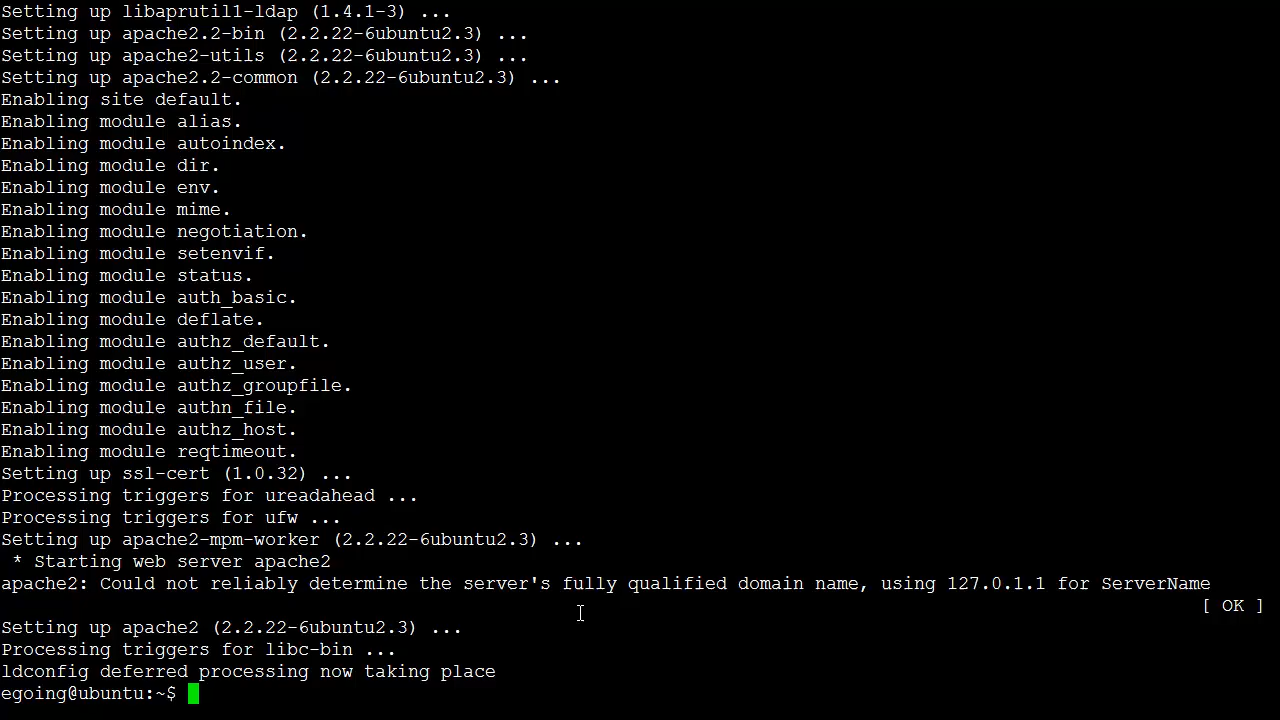 Setting up libaprutil1-ldap (1.4.1-3) ...
Setting up apache2.2-bin (2.2.22-6ubuntu2.3) ...
Setting up apache2-utils (2.2.22-6ubuntu2.3) ...
Setting up apache2.2-common (2.2.22-6ubuntu2.3) ...
Enabling site default.
Enabling module alias.
Enabling module autoindex.
Enabling module dir.
Enabling module env.
Enabling module mime.
Enabling module negotiation.
Enabling module setenvif.
Enabling module status.
Enabling module auth_basic.
Enabling module deflate.
Enabling module authz_default.
Enabling module authz_user.
Enabling module authz_groupfile.
Enabling module authn_file.
Enabling module authz_host.
Enabling module reqtimeout.
Setting up ssl-cert (1.0.32) ...
Processing triggers for ureadahead ...
Processing triggers for ufw ...
Setting up apache2-mpm-worker (2.2.22-6ubuntu2.3) ...
 * Starting web server apache2
apache2: Could not reliably determine the server's fully qualified domain name, using 127.0.1.1 for ServerName
[ OK ]
Setting up apache2 (2.2.22-6ubuntu2.3) ...
Processing triggers for libc-bin ...
ldconfig deferred processing now taking place
egoing@ubuntu:~$